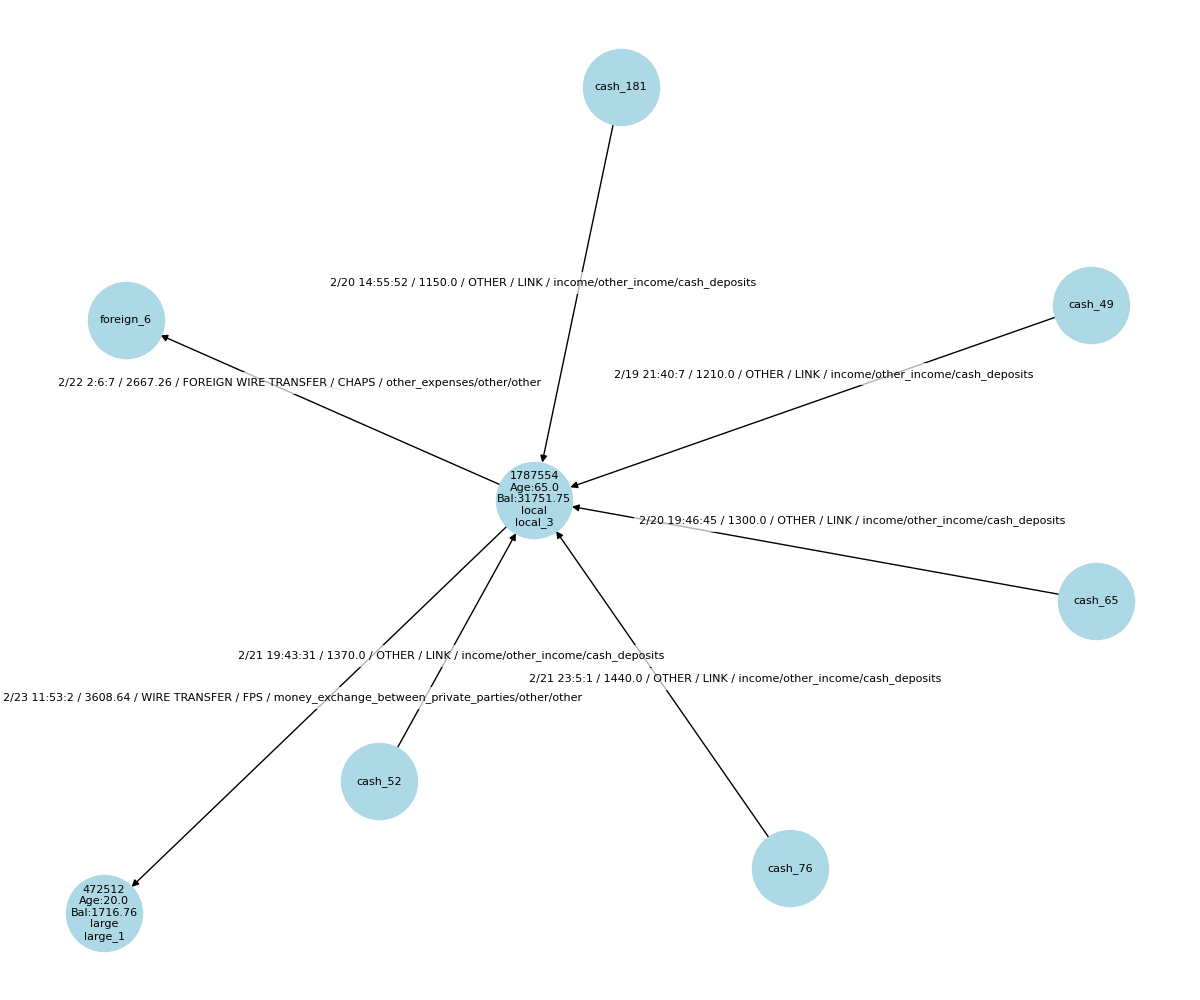 cash_181
2/20 14:55:52 / 1150.0 / OTHER / LINK / income/other_income/cash_deposits
cash_49
foreign_6
2/19 21:40:7 / 1210.0 / OTHER / LINK / income/other_income/cash_deposits
2/22 2:6:7 / 2667.26 / FOREIGN WIRE TRANSFER / CHAPS / other_expenses/other/other
1787554
Age:65.0
Bal:31751.75
local
local_3
2/20 19:46:45 / 1300.0 / OTHER / LINK / income/other_income/cash_deposits
cash_65
2/21 19:43:31 / 1370.0 / OTHER / LINK / income/other_income/cash_deposits
2/21 23:5:1 / 1440.0 / OTHER / LINK / income/other_income/cash_deposits
2/23 11:53:2 / 3608.64 / WIRE TRANSFER / FPS / money_exchange_between_private_parties/other/other
cash_52
cash_76
472512
Age:20.0
Bal:1716.76
large
large_1